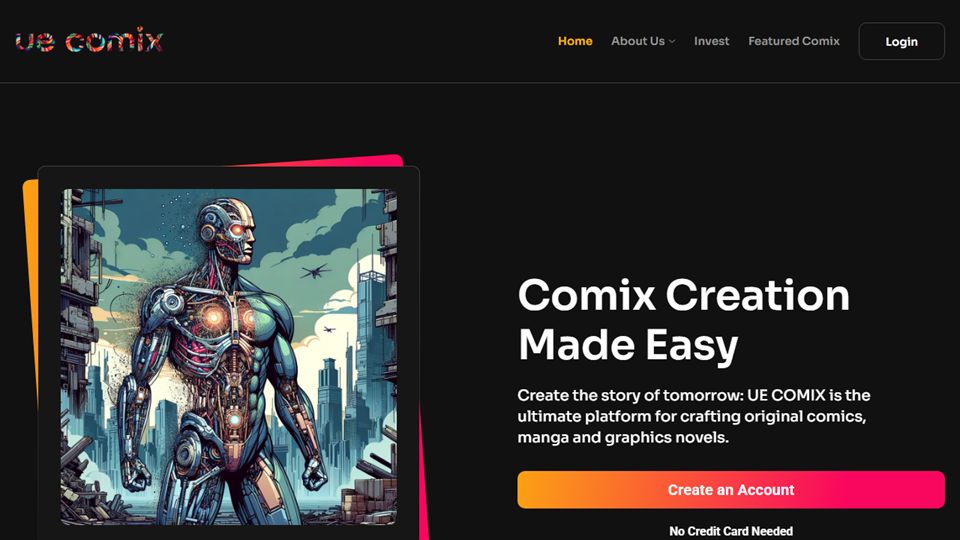 ue comix
Home About Us Invest Featured Comix Login
Comix Creation
Made Easy
Create the story of tomorrow: UE COMIX is the
ultimate platform for crafting original comics,
manga and graphics novels.
Create an Account
No Credit Card Needed